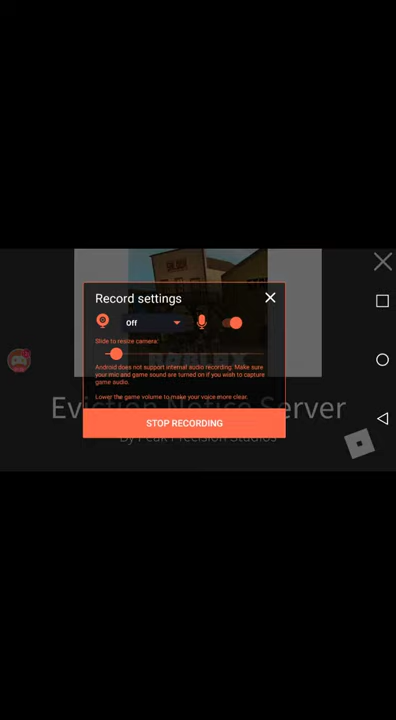 Record settings
Off
Slide to resize camera:
Android does not support internal audio recording. Make sure
your mic and game sound are turned on if you wish to capture
game audio.
Lower the game volume to make your voice more clear.
Eviction Notice Server
STOP RECORDING
By Peak Precision Studios